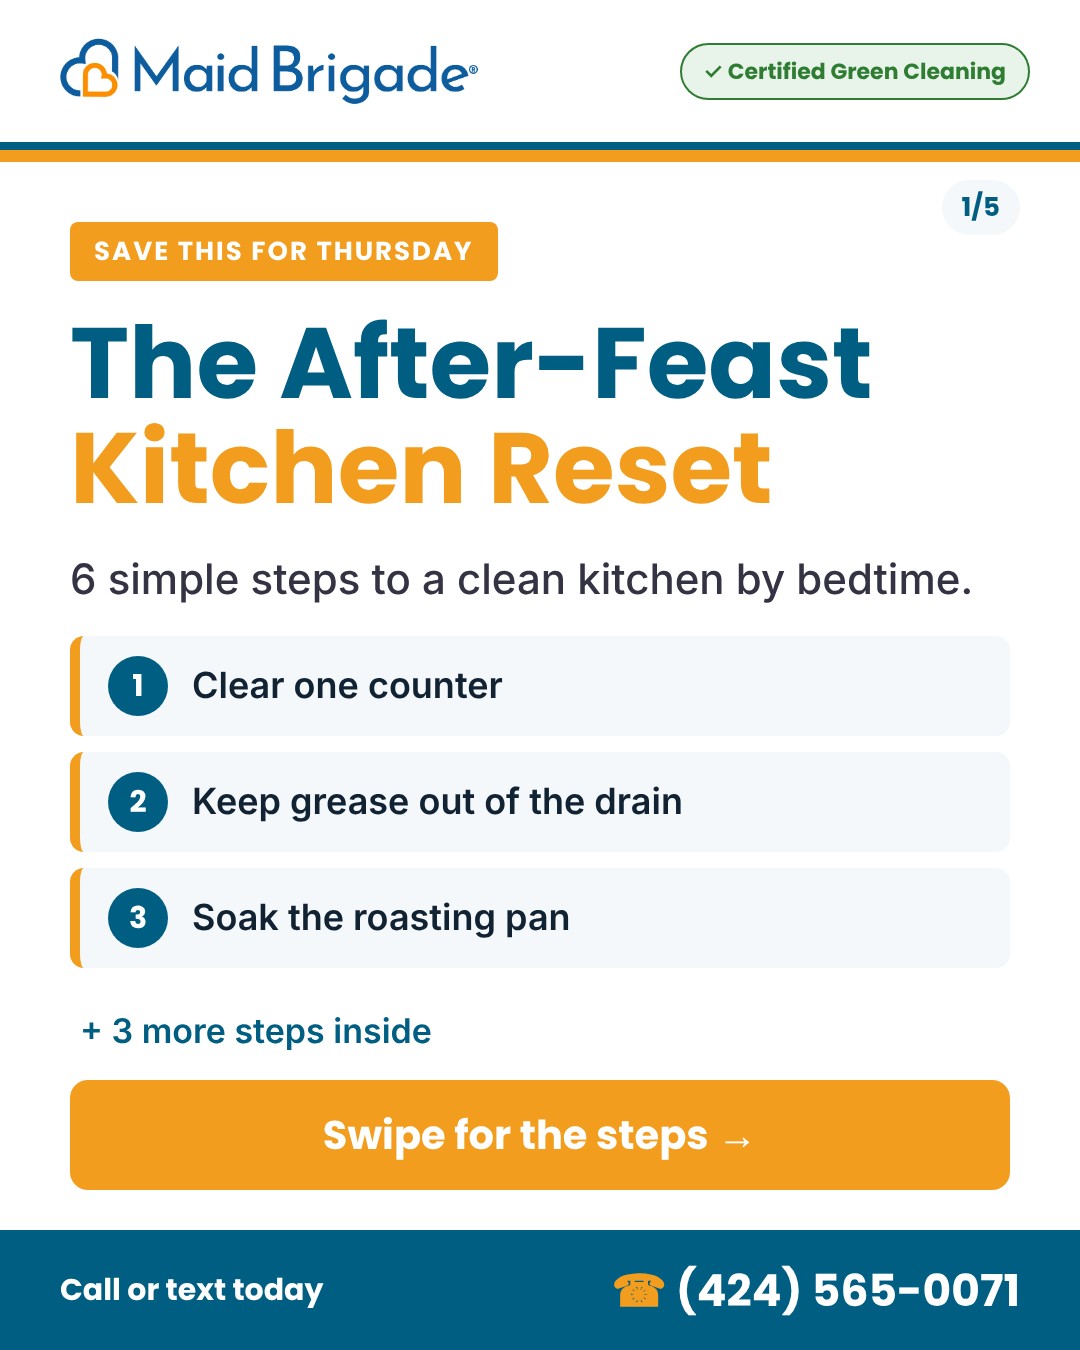 Maid Brigade®
✓ Certified Green Cleaning
1/5
SAVE THIS FOR THURSDAY
The After-Feast
Kitchen Reset
6 simple steps to a clean kitchen by bedtime.
1 Clear one counter
2 Keep grease out of the drain
3 Soak the roasting pan
+ 3 more steps inside
Swipe for the steps →
Call or text today
☎ (424) 565-0071